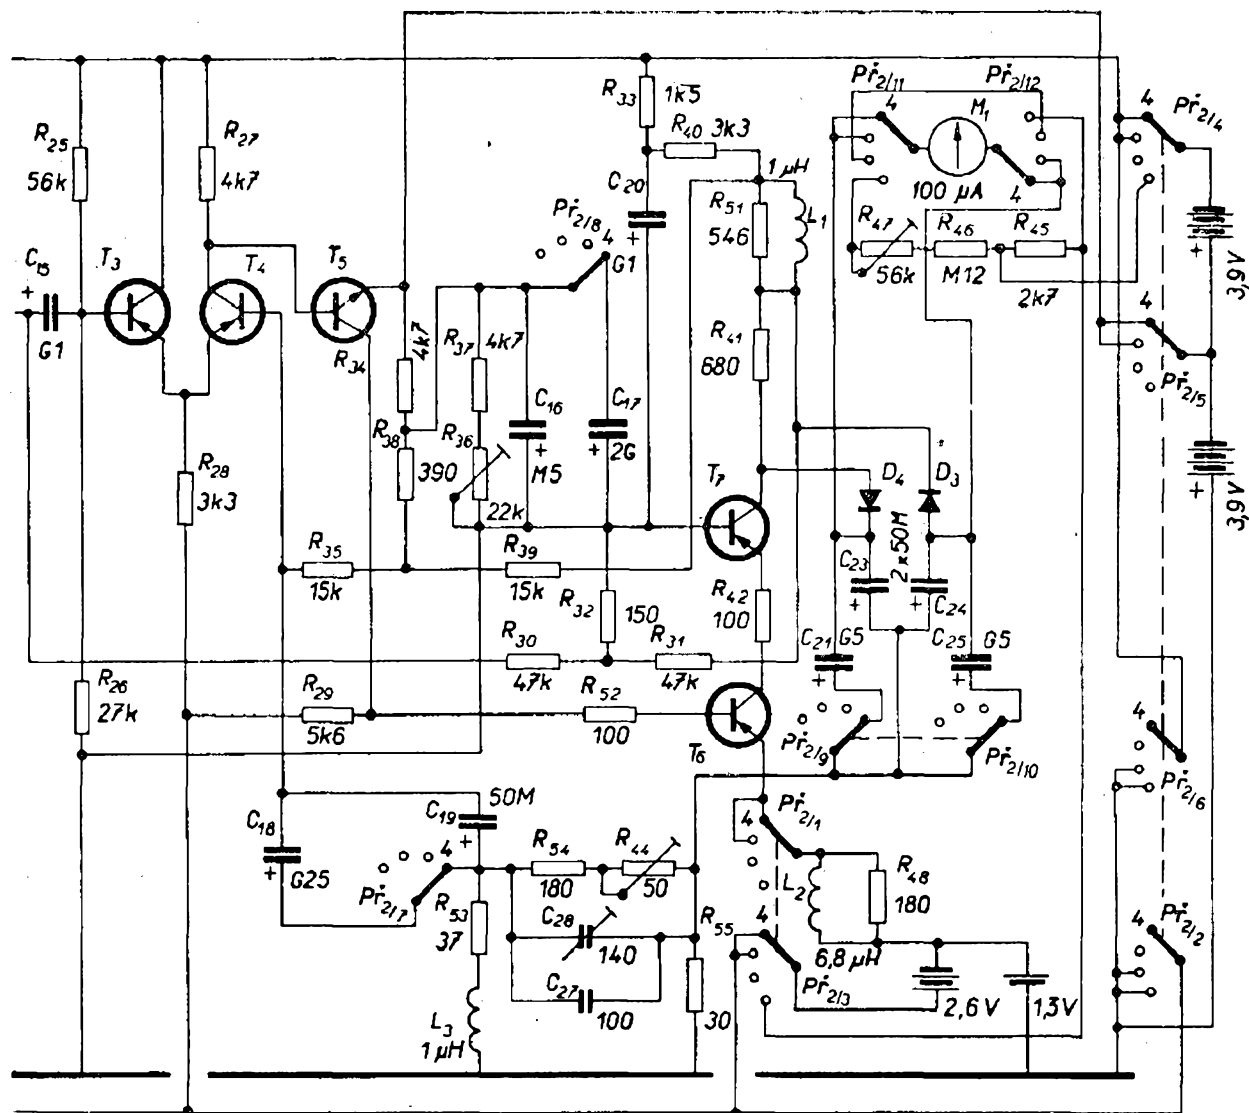 Př2/11
Př2/12
4
M1
100 µA
4
4
Př2/4
R33
1k5
R40
3k3
R25
56k
R27
4k7
C20
1 µH
R51
546
L1
R47
56k
R46
M12
R45
2k7
3,9V
Př2/8
4
G1
C15
+
G1
T3
T4
T5
R34
4k7
R37
4k7
R41
680
4
Př2/5
R38
390
R36
22k
C16
+
M5
C17
+
2G
R28
3k3
T7
D4
D3
3,9V
R35
15k
R39
15k
R32
150
R42
100
C23
+
2x50M
C24
+
R30
47k
R31
47k
C21
G5
+
C25
G5
+
R26
27k
R29
5k6
R52
100
T6
Př2/9
Př2/10
4
Př2/6
C18
+
G25
C19
50M
+
Př2/7
4
R54
180
R44
50
4
Př2/1
L2
R48
180
R53
37
C28
140
R55
30
4
6,8 µH
Př2/3
2,6V
1,3V
4
Př2/2
C27
100
L3
1 µH